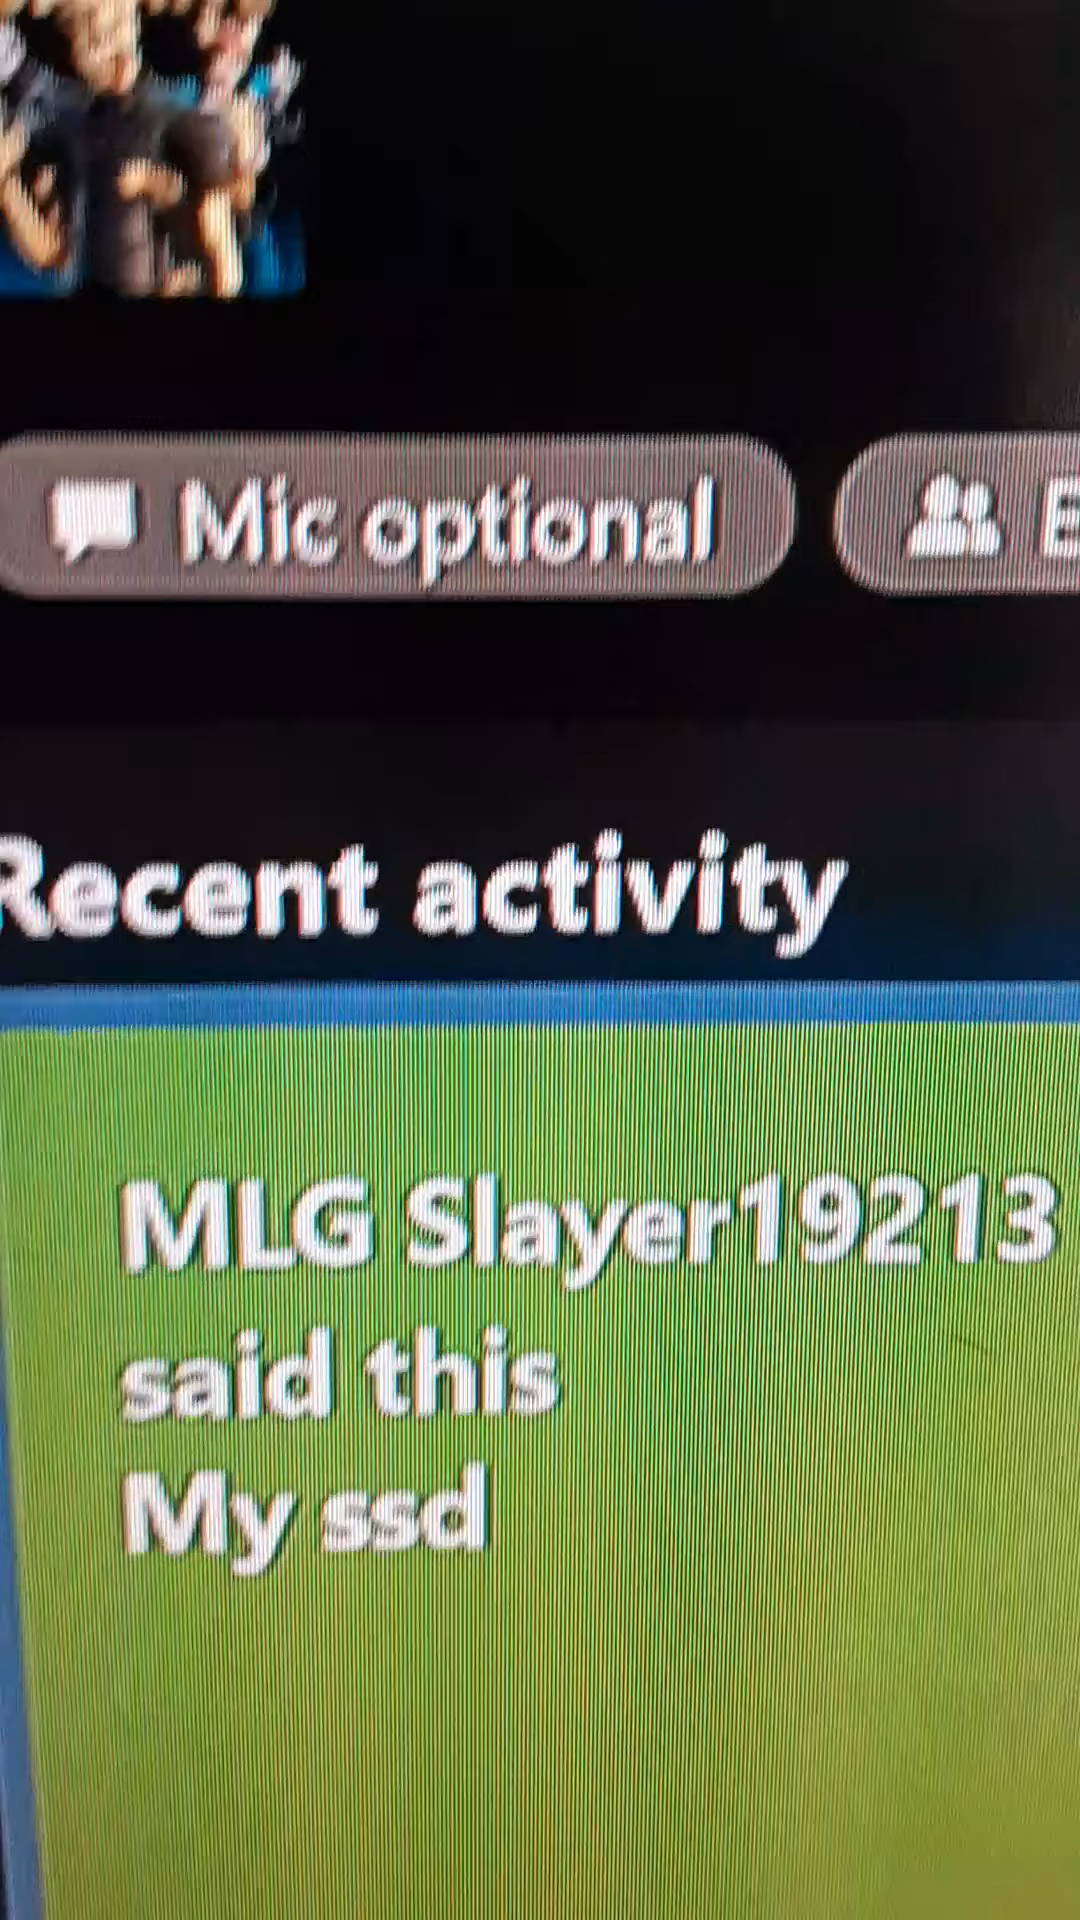 Mic optional
Recent activity
MLG Slayer19213
said this
My ssd